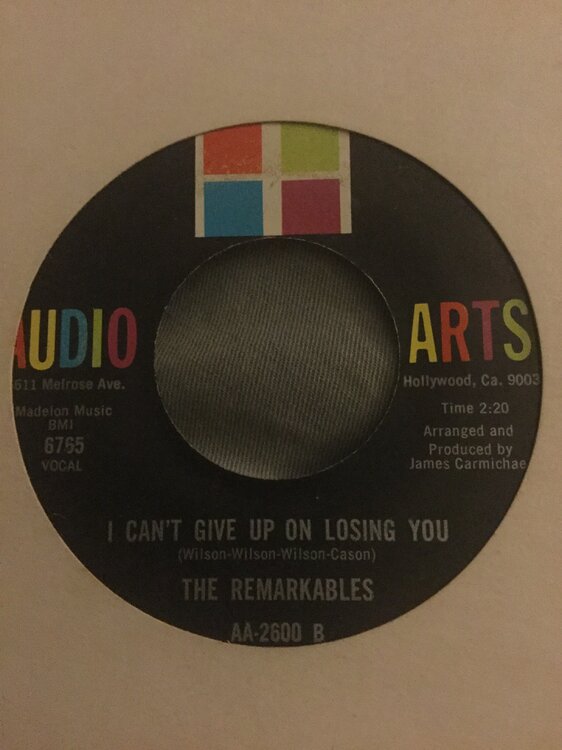 AUDIO ARTS
611 Melrose Ave.
Hollywood, Ca. 9003
Madelon Music
BMI
6765
VOCAL
Time 2:20
Arranged and
Produced by
James Carmichae
I CAN'T GIVE UP ON LOSING YOU
(Wilson-Wilson-Wilson-Cason)
THE REMARKABLES
AA-2600 B